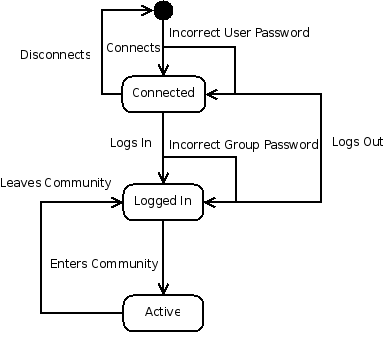 Incorrect User Password
Connects
Disconnects
Connected
Logs In
Incorrect Group Password
Logs Out
Leaves Community
Logged In
Enters Community
Active